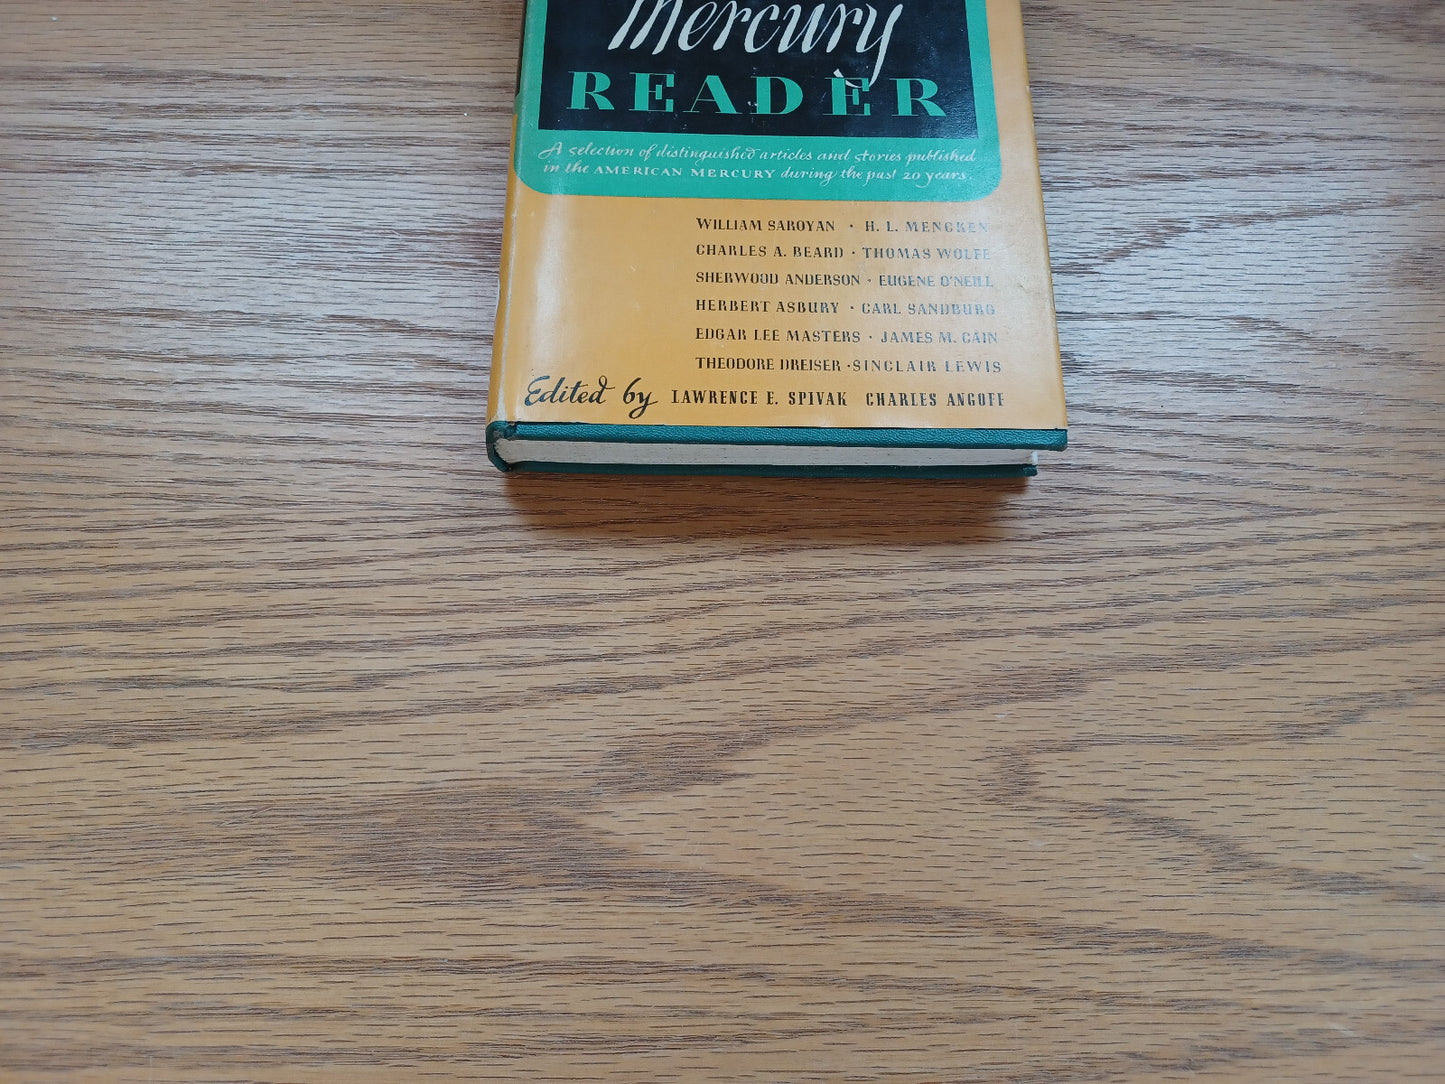 Mercury
READER
A selection of distinguished articles and stories published
in the AMERICAN MERCURY during the past 20 years.
WILLIAM SAROYAN · H. L. MENCKEN
CHARLES A. BEARD · THOMAS WOLFE
SHERWOOD ANDERSON · EUGENE O'NEILL
HERBERT ASBURY · CARL SANDBURG
EDGAR LEE MASTERS · JAMES M. CAIN
THEODORE DREISER · SINCLAIR LEWIS
Edited by LAWRENCE E. SPIVAK CHARLES ANGOFF